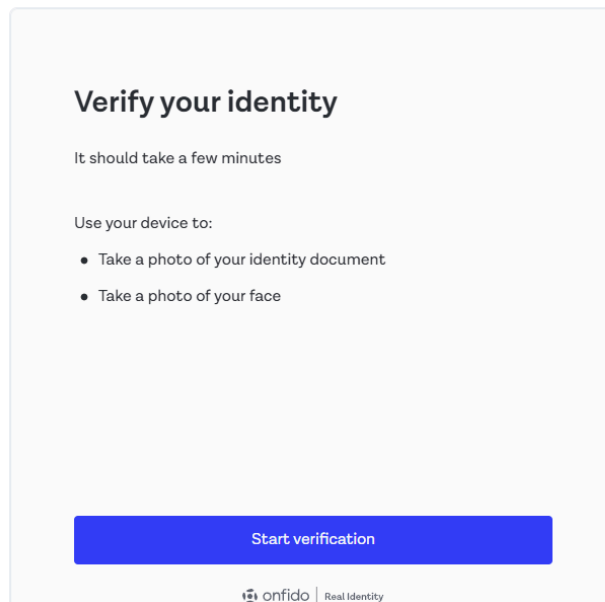 Verify your identity
It should take a few minutes
Use your device to:
• Take a photo of your identity document
• Take a photo of your face
Start verification
onfido | Real Identity